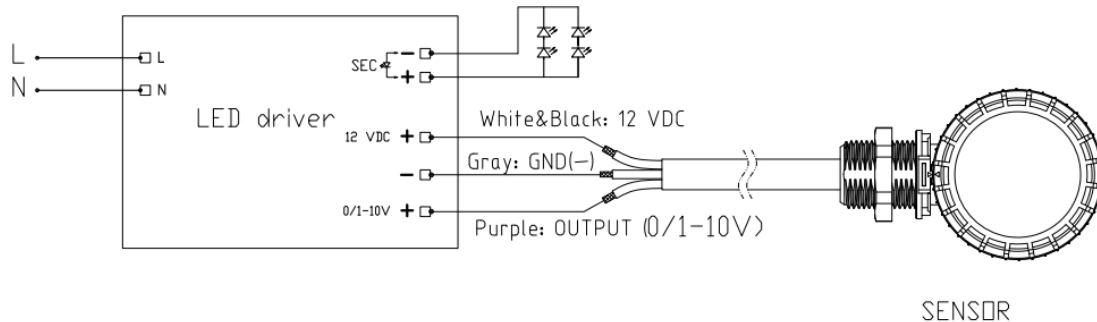 L
N
L
N
LED driver
SEC
−
+
12 VDC +
−
0/1-10V +
White&Black: 12 VDC
Gray: GND(-)
Purple: OUTPUT (0/1-10V)
SENSOR